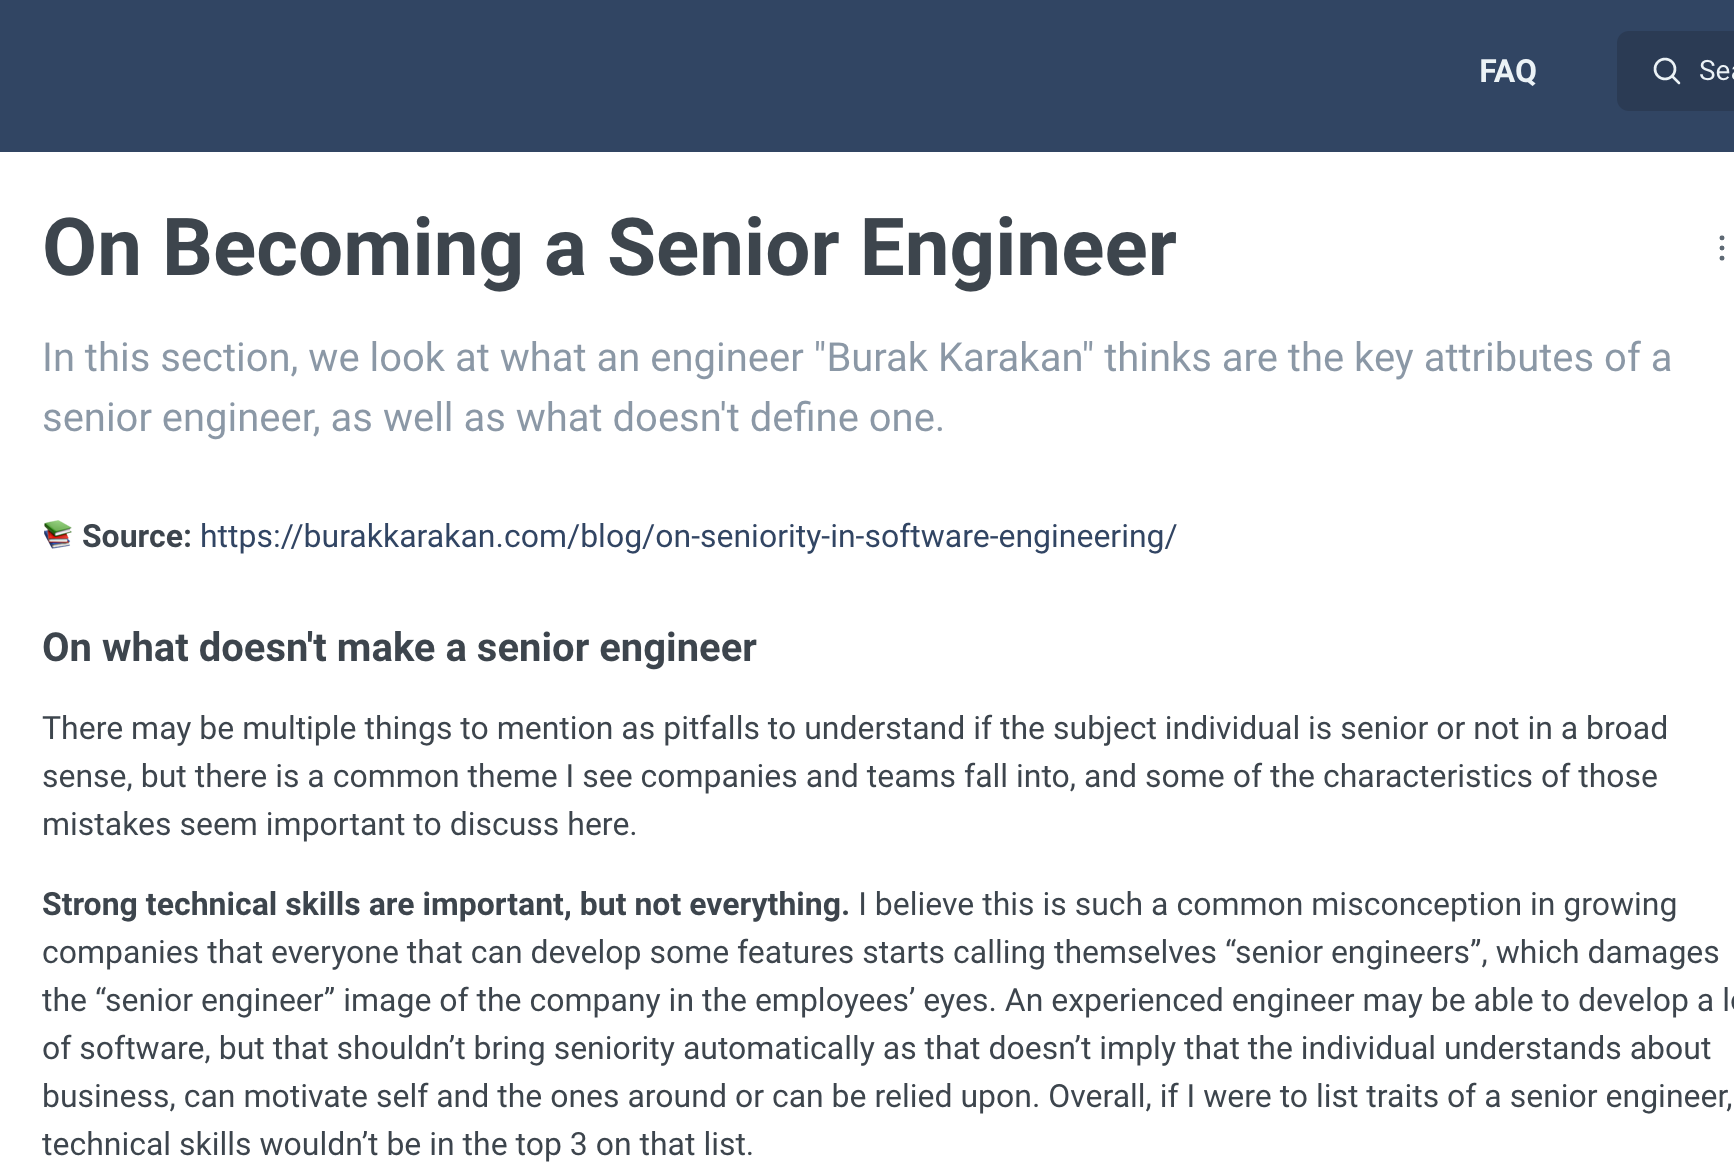 FAQ
On Becoming a Senior Engineer
In this section, we look at what an engineer "Burak Karakan" thinks are the key attributes of a
senior engineer, as well as what doesn't define one.
Source: https://burakkarakan.com/blog/on-seniority-in-software-engineering/
On what doesn't make a senior engineer
There may be multiple things to mention as pitfalls to understand if the subject individual is senior or not in a broad
sense, but there is a common theme I see companies and teams fall into, and some of the characteristics of those
mistakes seem important to discuss here.
Strong technical skills are important, but not everything. I believe this is such a common misconception in growing
companies that everyone that can develop some features starts calling themselves “senior engineers”, which damages
the “senior engineer” image of the company in the employees’ eyes. An experienced engineer may be able to develop a
of software, but that shouldn’t bring seniority automatically as that doesn’t imply that the individual understands about
business, can motivate self and the ones around or can be relied upon. Overall, if I were to list traits of a senior engineer,
technical skills wouldn’t be in the top 3 on that list.